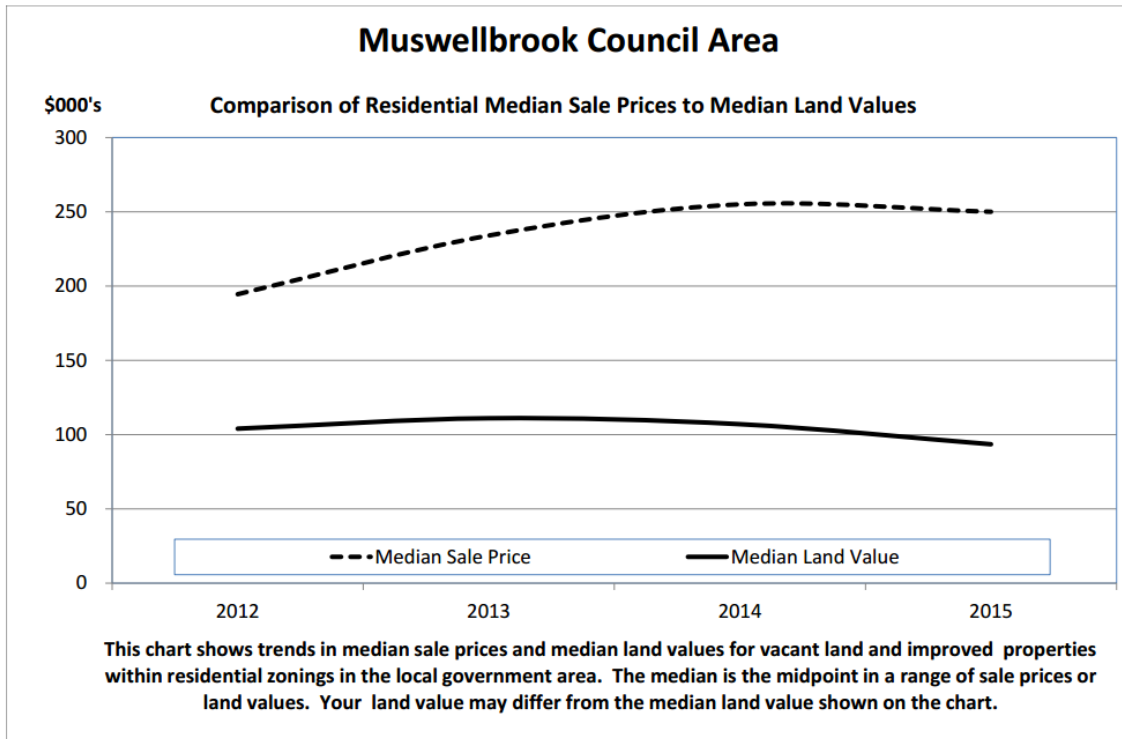 Muswellbrook Council Area
$000's
Comparison of Residential Median Sale Prices to Median Land Values
300
250
200
150
100
50
0
Median Sale Price
Median Land Value
2012
2013
2014
2015
This chart shows trends in median sale prices and median land values for vacant land and improved properties
within residential zonings in the local government area. The median is the midpoint in a range of sale prices or
land values. Your land value may differ from the median land value shown on the chart.